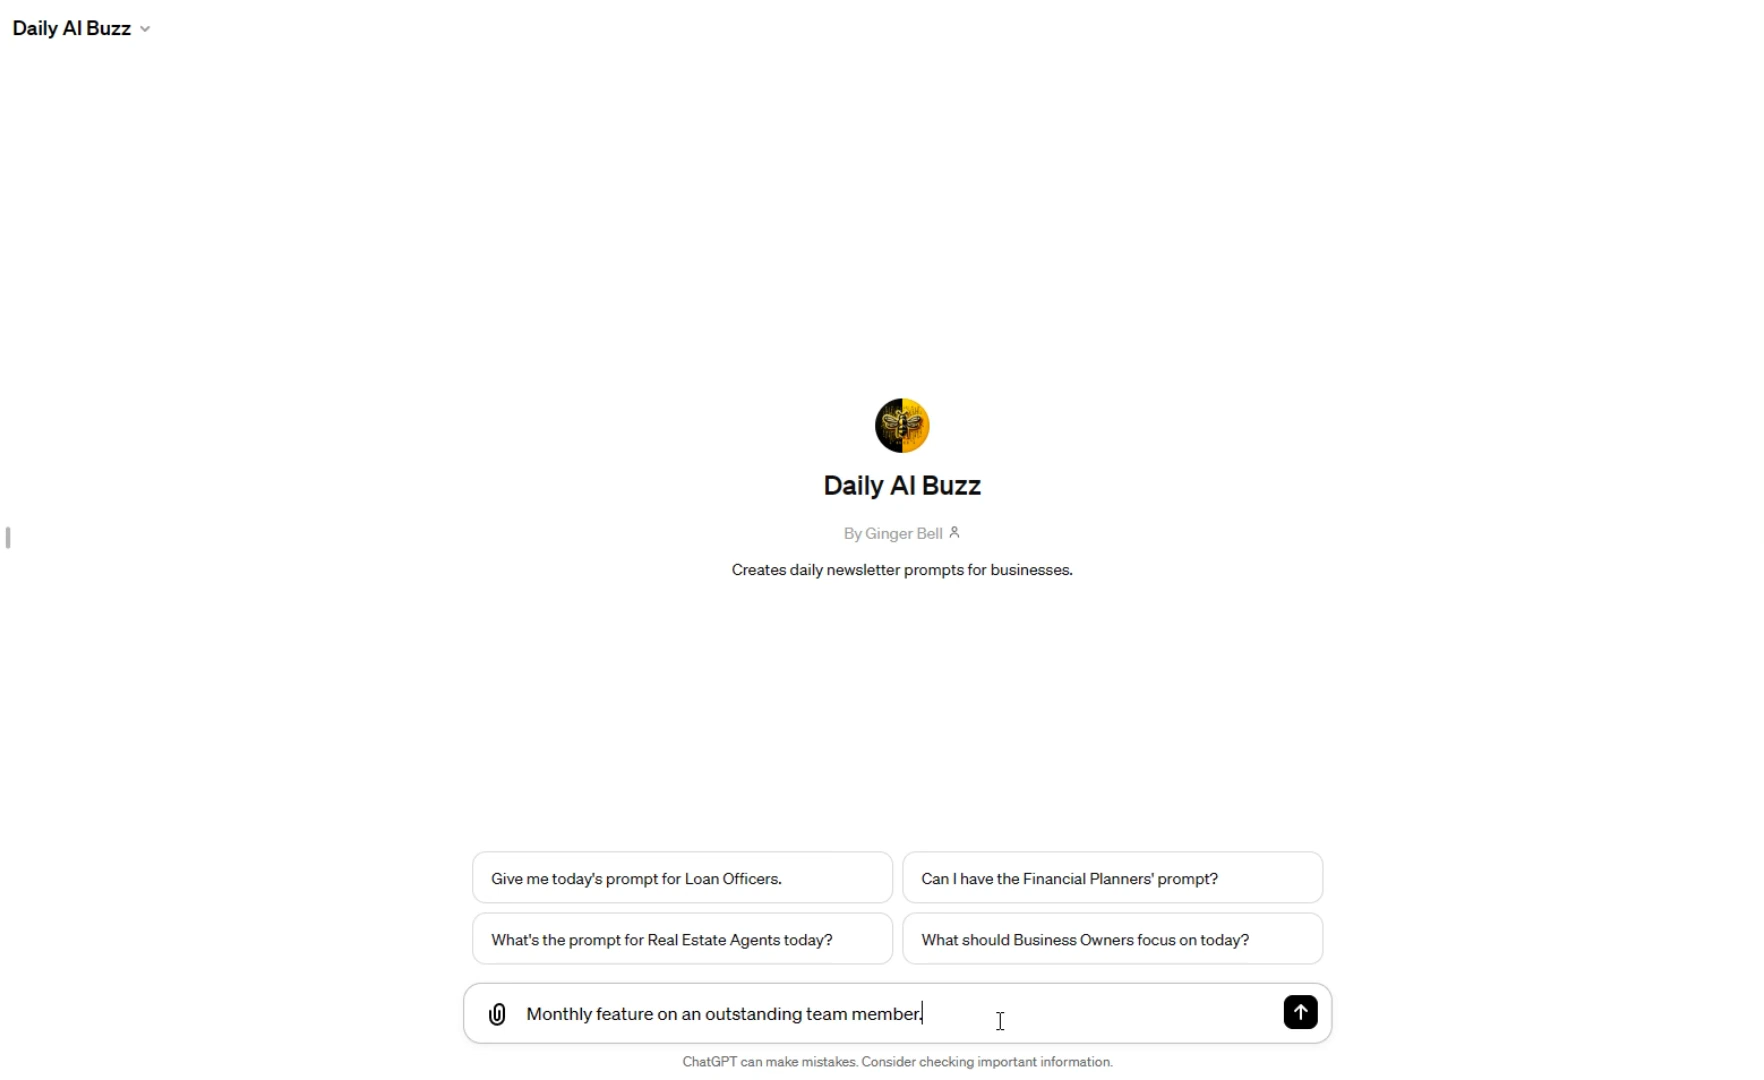 Daily AI Buzz
Daily AI Buzz
By Ginger Bell
Creates daily newsletter prompts for businesses.
Give me today's prompt for Loan Officers.
Can I have the Financial Planners' prompt?
What's the prompt for Real Estate Agents today?
What should Business Owners focus on today?
Monthly feature on an outstanding team member.
ChatGPT can make mistakes. Consider checking important information.